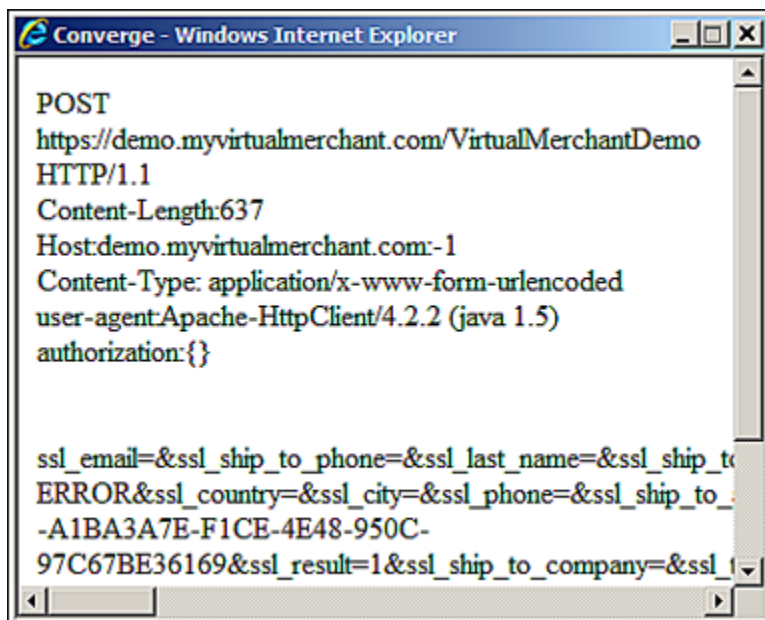 Converge - Windows Internet Explorer
POST
https://demo.myvirtualmerchant.com/VirtualMerchantDemo
HTTP/1.1
Content-Length:637
Host:demo.myvirtualmerchant.com:-1
Content-Type: application/x-www-form-urlencoded
user-agent:Apache-HttpClient/4.2.2 (java 1.5)
authorization:{}
ssl_email=&ssl_ship_to_phone=&ssl_last_name=&ssl_ship_to
ERROR&ssl_country=&ssl_city=&ssl_phone=&ssl_ship_to_
-A1BA3A7E-F1CE-4E48-950C-
97C67BE36169&ssl_result=1&ssl_ship_to_company=&ssl_t